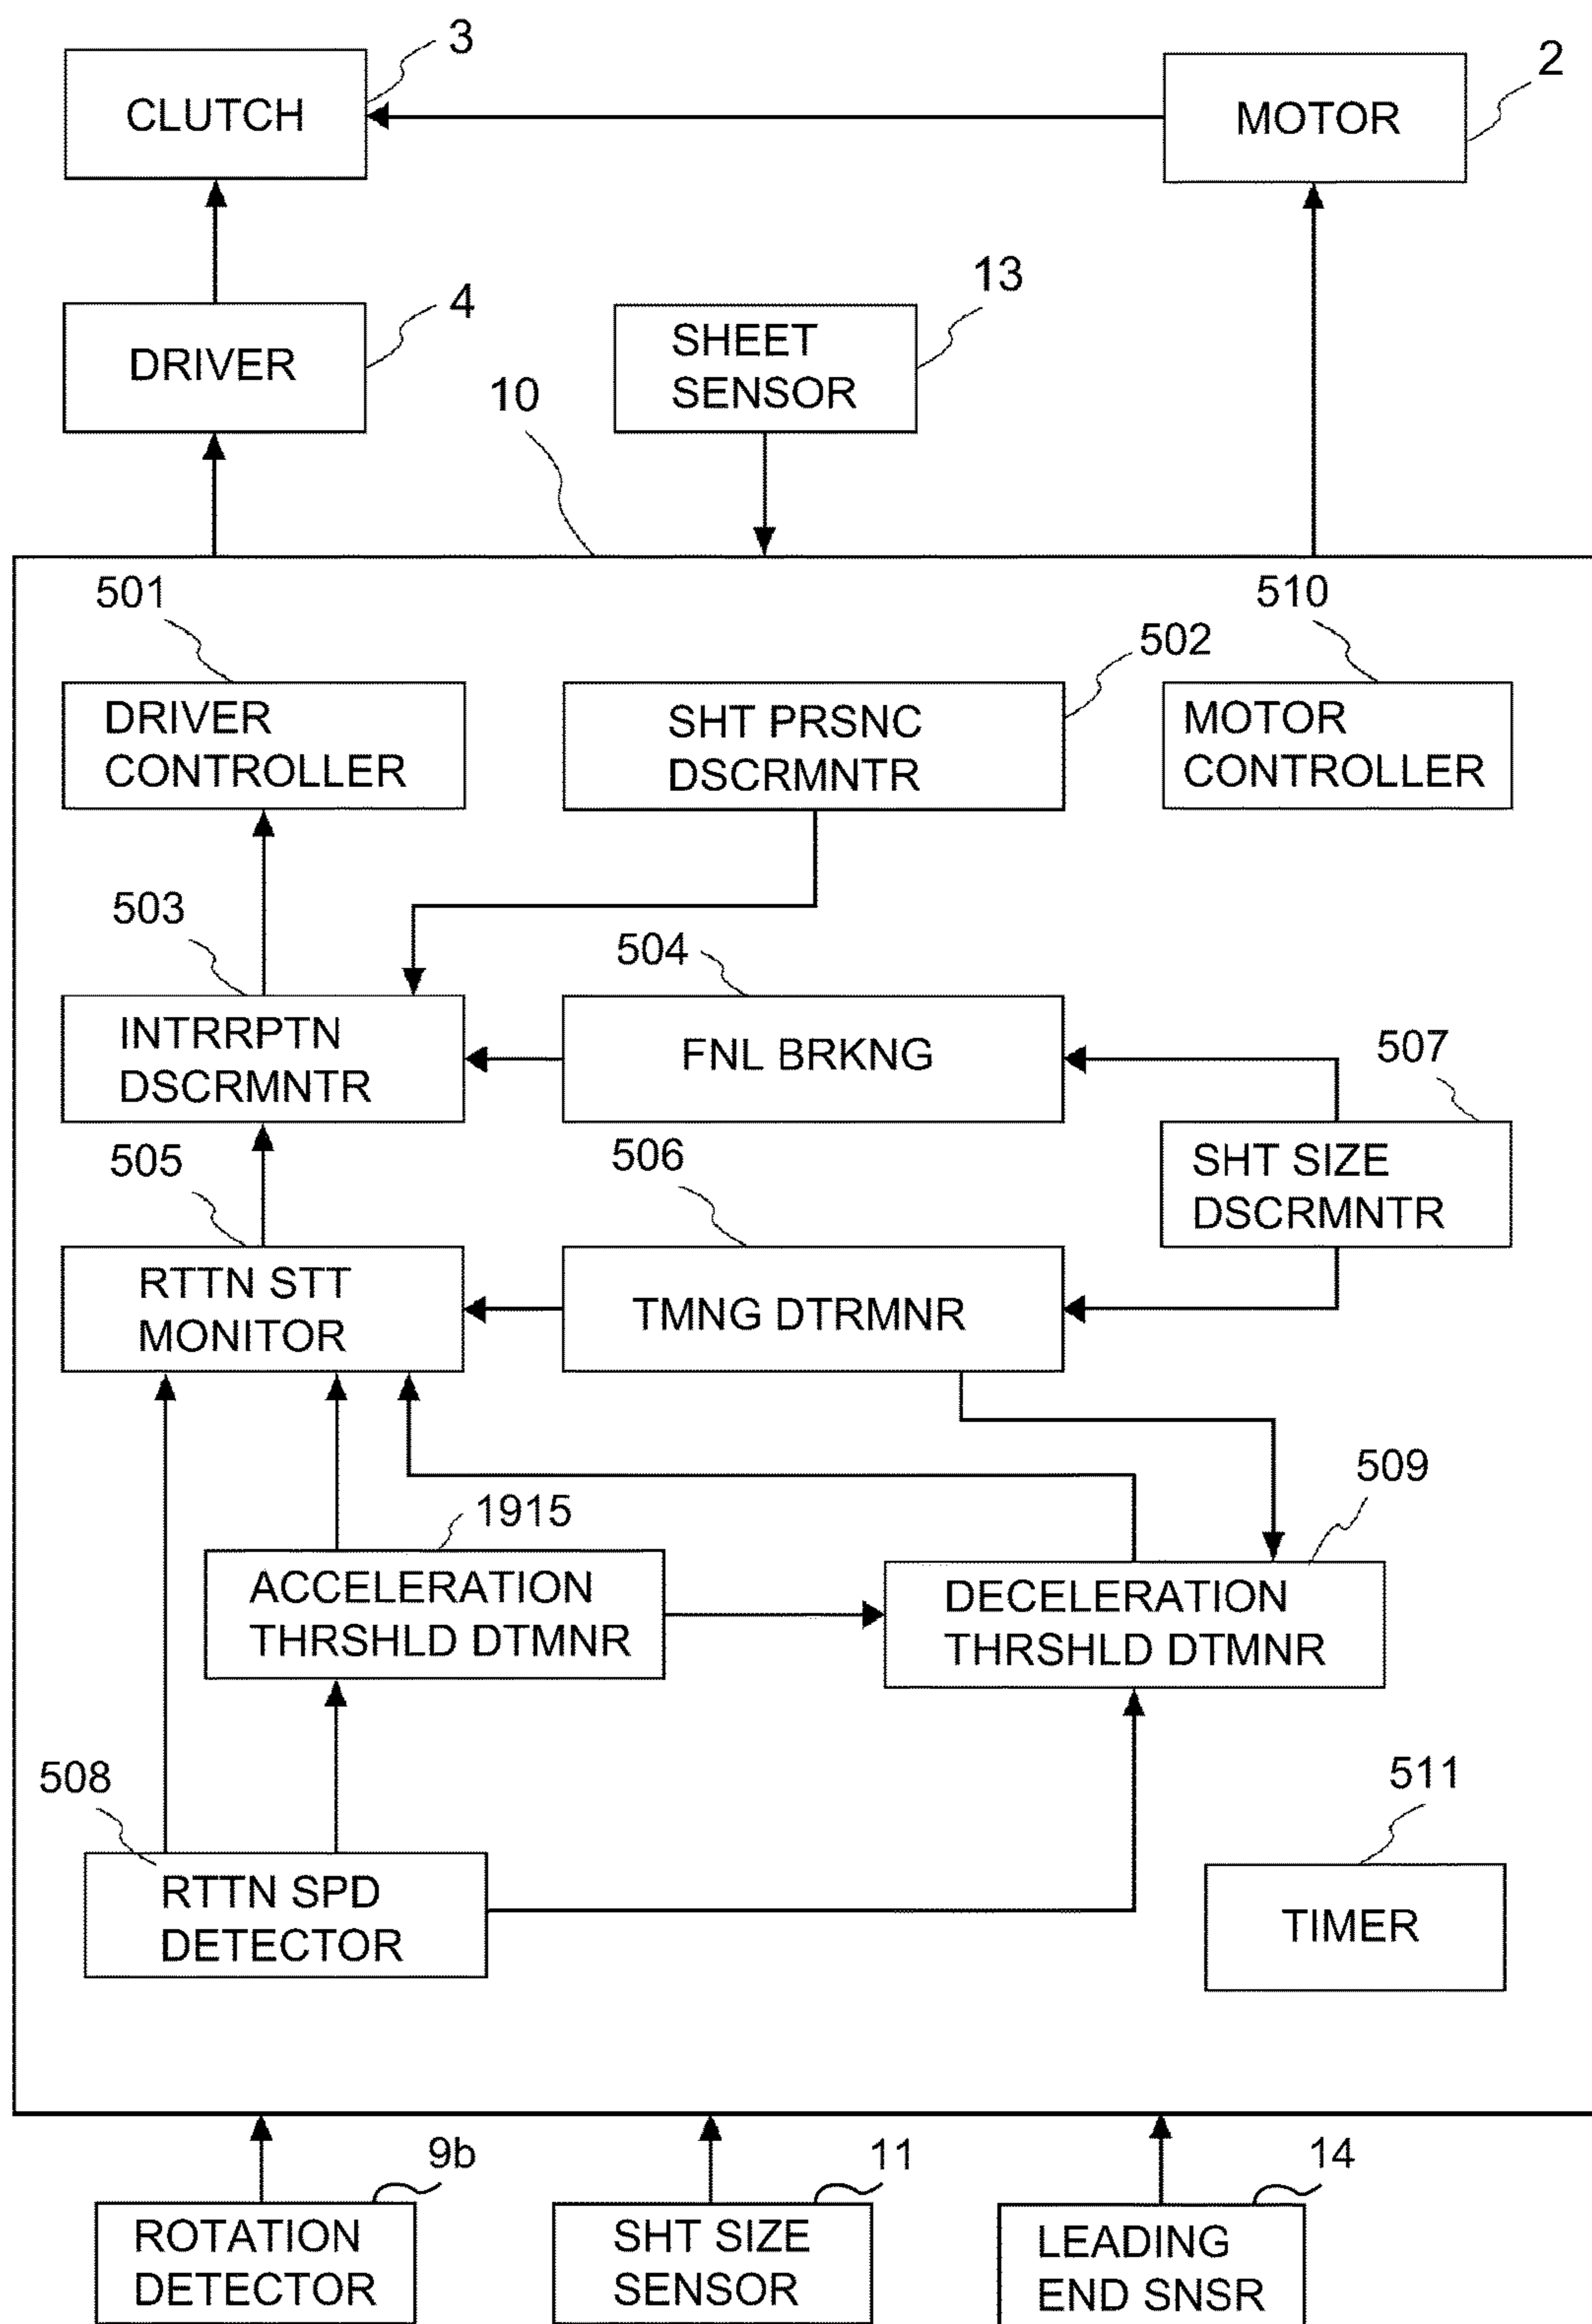 3
2
CLUTCH
MOTOR
4
13
DRIVER
SHEET
SENSOR
10
501
510
502
DRIVER
CONTROLLER
SHT PRSNC
DSCRMNTR
MOTOR
CONTROLLER
503
504
INTRRPTN
DSCRMNTR
FNL BRKNG
507
505
506
SHT SIZE
DSCRMNTR
RTTN STT
MONITOR
TMNG DTRMNR
509
1915
ACCELERATION
THRSHLD DTMNR
DECELERATION
THRSHLD DTMNR
508
511
RTTN SPD
DETECTOR
TIMER
9b
11
14
ROTATION
DETECTOR
SHT SIZE
SENSOR
LEADING
END SNSR